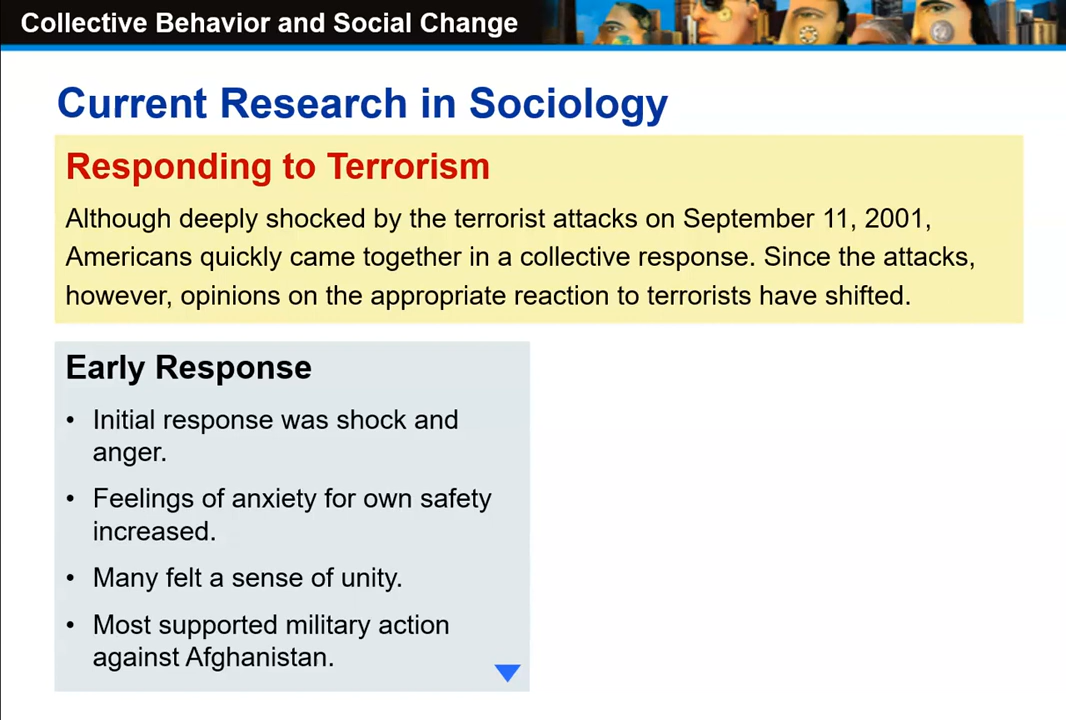 Collective Behavior and Social Change
Current Research in Sociology
Responding to Terrorism
Although deeply shocked by the terrorist attacks on September 11, 2001,
Americans quickly came together in a collective response. Since the attacks,
however, opinions on the appropriate reaction to terrorists have shifted.
Early Response
• Initial response was shock and
anger.
• Feelings of anxiety for own safety
increased.
• Many felt a sense of unity.
• Most supported military action
against Afghanistan.